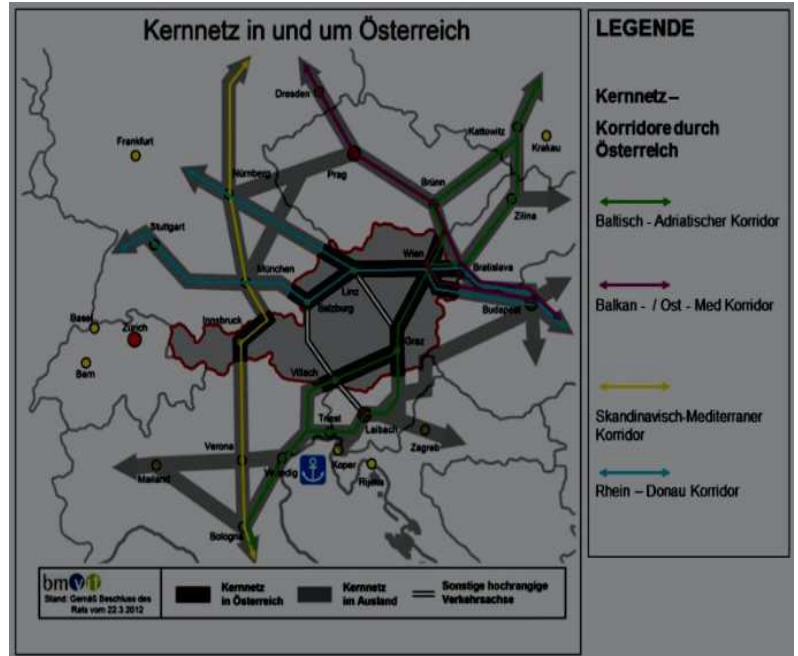 Kernnetz in und um Österreich
Dresden
Kattowitz
Krakau
Frankfurt
Nürnberg
Prag
Brünn
Zilina
Stuttgart
Wien
München
Bratislava
Linz
Salzburg
Budapest
Basel
Zürich
Innsbruck
Bern
Graz
Villach
Triest
Laibach
Zagreb
Verona
Venedig
Koper
Mailand
Rijeka
Bologna
bmvit
Stand: Gemäß Beschluss des
Rats vom 22.3.2012
Kernnetz
in Österreich
Kernnetz
im Ausland
Sonstige hochrangige
Verkehrsachse
LEGENDE
Kernnetz –
Korridore durch
Österreich
Baltisch - Adriatischer Korridor
Balkan - / Ost - Med Korridor
Skandinavisch-Mediterraner
Korridor
Rhein – Donau Korridor